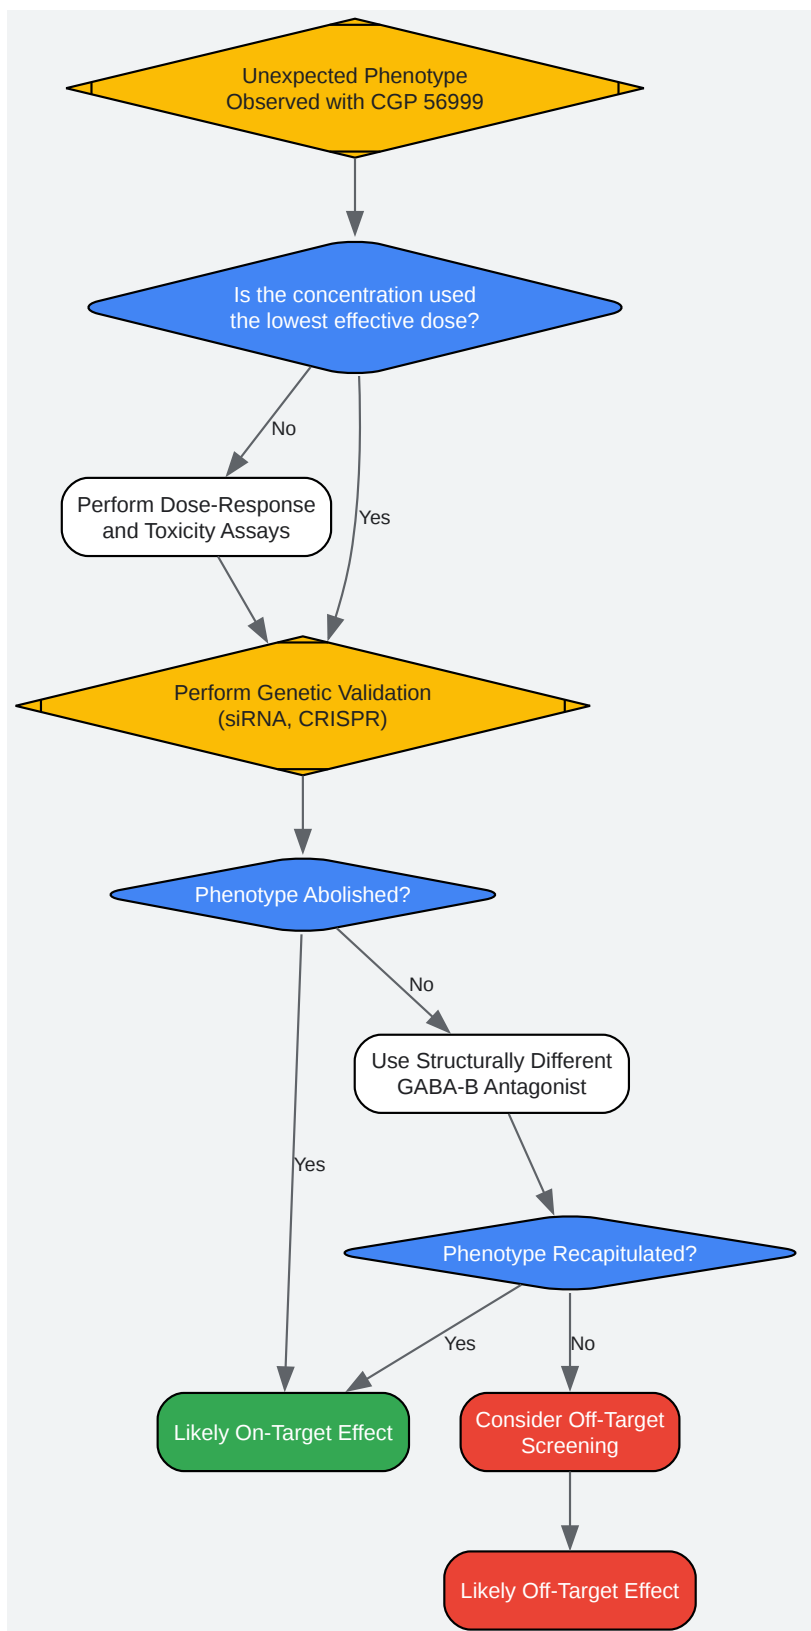 Unexpected Phenotype
Observed with CGP 56999
Is the concentration used
the lowest effective dose?
No
Perform Dose-Response
and Toxicity Assays
Yes
Perform Genetic Validation
(siRNA, CRISPR)
Phenotype Abolished?
No
Use Structurally Different
GABA-B Antagonist
Yes
Phenotype Recapitulated?
Yes
No
Likely On-Target Effect
Consider Off-Target
Screening
Likely Off-Target Effect